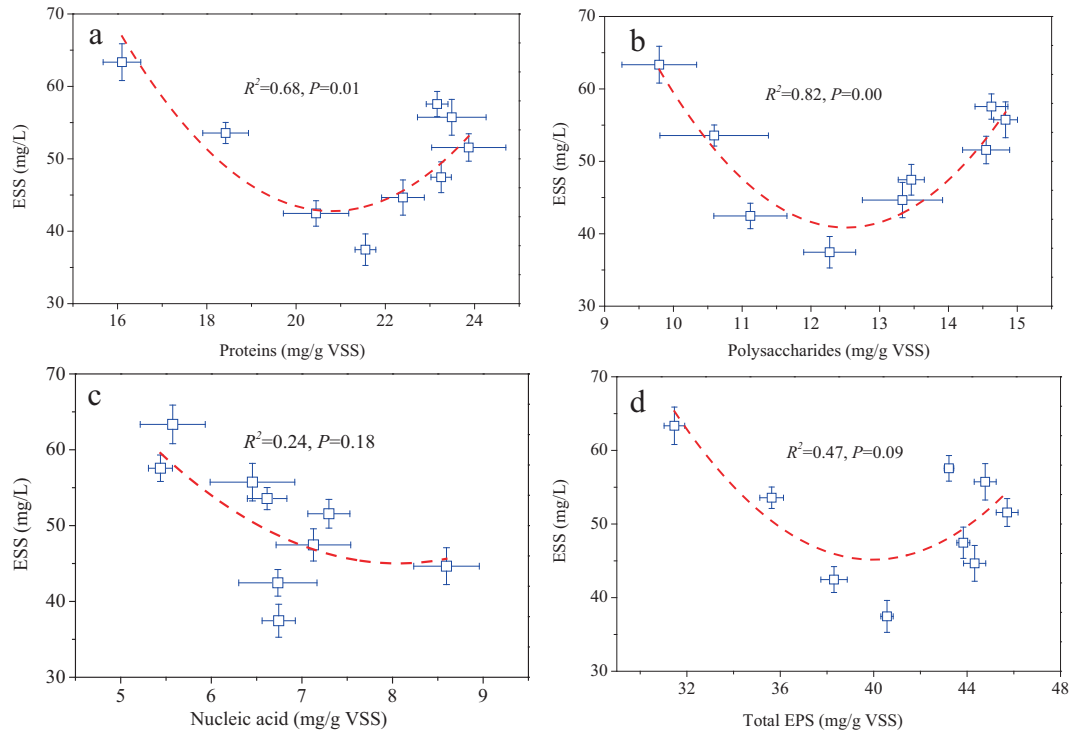 a
R²=0.68, P=0.01
ESS (mg/L)
70
60
50
40
30
16 18 20 22 24
Proteins (mg/g VSS)
b
R²=0.82, P=0.00
ESS (mg/L)
70
60
50
40
30
9 10 11 12 13 14 15
Polysaccharides (mg/g VSS)
c
R²=0.24, P=0.18
ESS (mg/L)
70
60
50
40
30
5 6 7 8 9
Nucleic acid (mg/g VSS)
d
R²=0.47, P=0.09
ESS (mg/L)
70
60
50
40
30
32 36 40 44 48
Total EPS (mg/g VSS)